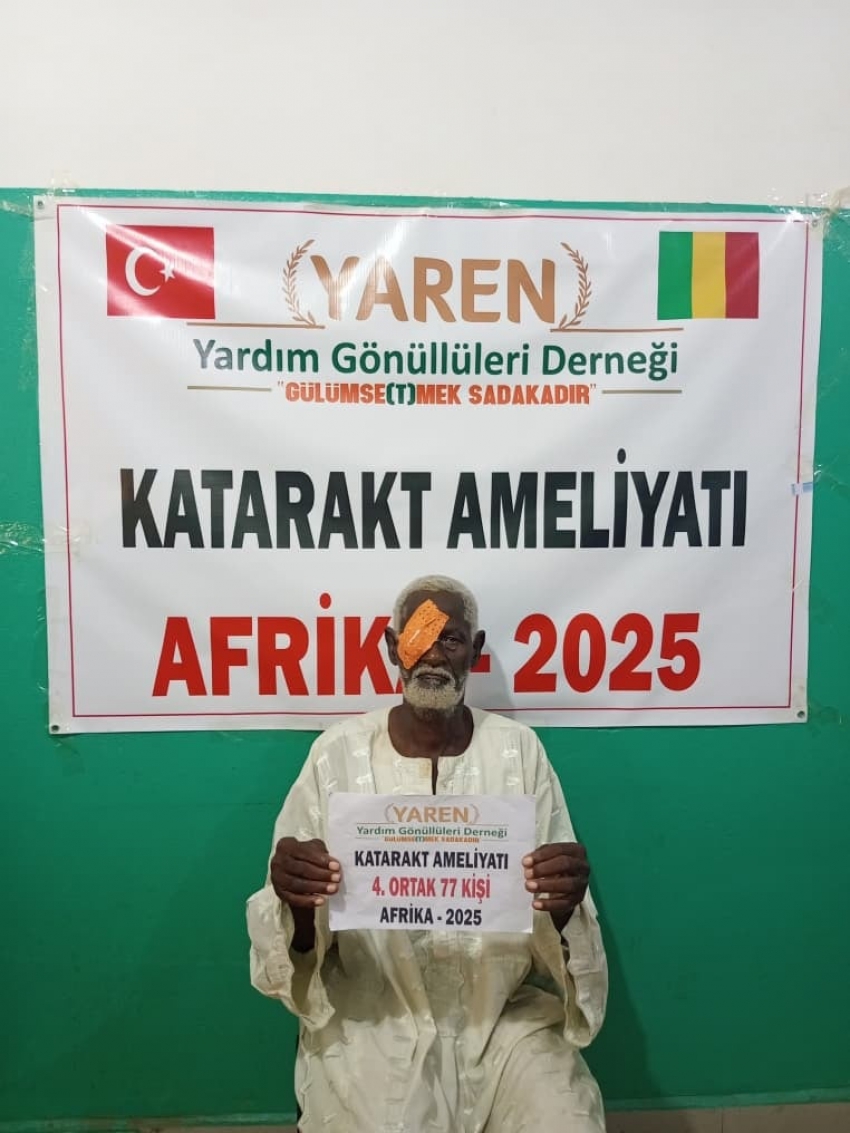 YAREN
Yardım Gönüllüleri Derneği
"GÜLÜMSE(T)MEK SADAKADIR"
KATARAKT AMELİYATI
AFRİKA - 2025
YAREN
Yardım Gönüllüleri Derneği
GÜLÜMSE(T)MEK SADAKADIR
KATARAKT AMELİYATI
4. ORTAK 77 KİŞİ
AFRİKA - 2025